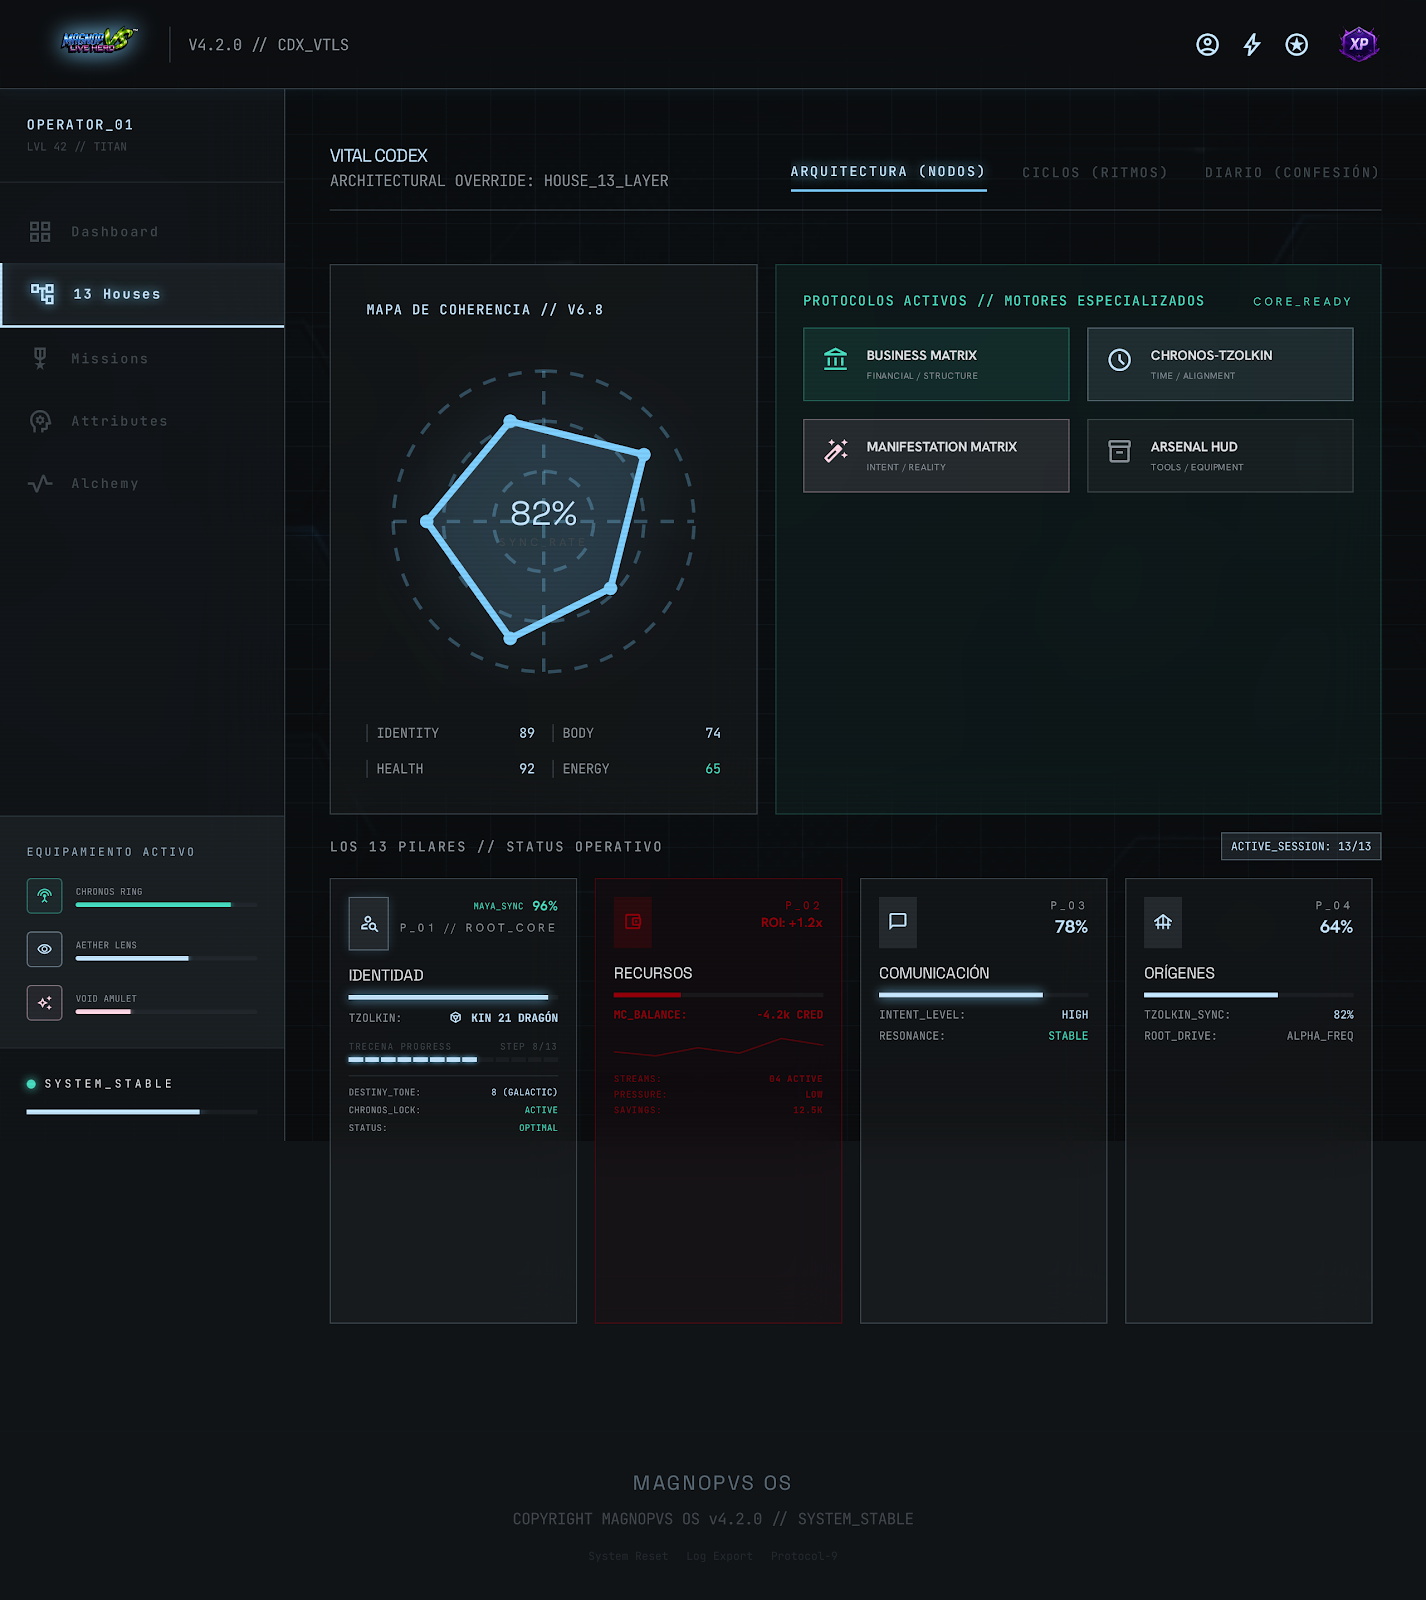 MAGNOPVS™
LIVE HERO
V4.2.0 // CDX_VTLS
XP
OPERATOR_01
LVL 42 // TITAN
Dashboard
13 Houses
Missions
Attributes
Alchemy
EQUIPAMIENTO ACTIVO
CHRONOS RING
AETHER LENS
VOID AMULET
SYSTEM_STABLE
VITAL CODEX
ARCHITECTURAL OVERRIDE: HOUSE_13_LAYER
ARQUITECTURA (NODOS)
CICLOS (RITMOS)
DIARIO (CONFESIÓN)
MAPA DE COHERENCIA // V6.8
82%
SYNC RATE
IDENTITY 89
BODY 74
HEALTH 92
ENERGY 65
PROTOCOLOS ACTIVOS // MOTORES ESPECIALIZADOS
CORE_READY
BUSINESS MATRIX
FINANCIAL / STRUCTURE
CHRONOS-TZOLKIN
TIME / ALIGNMENT
MANIFESTATION MATRIX
INTENT / REALITY
ARSENAL HUD
TOOLS / EQUIPMENT
LOS 13 PILARES // STATUS OPERATIVO
ACTIVE_SESSION: 13/13
MAYA_SYNC 96%
P_01 // ROOT_CORE
IDENTIDAD
TZOLKIN: KIN 21 DRAGÓN
TRECENA PROGRESS STEP 8/13
DESTINY_TONE: 8 (GALACTIC)
CHRONOS_LOCK: ACTIVE
STATUS: OPTIMAL
P_02
ROI: +1.2x
RECURSOS
MC_BALANCE: -4.2k CRED
STREAMS: 04 ACTIVE
PRESSURE: LOW
SAVINGG: 12.5K
P_03
78%
COMUNICACIÓN
INTENT_LEVEL: HIGH
RESONANCE: STABLE
P_04
64%
ORÍGENES
TZOLKIN_SYNC: 82%
ROOT_DRIVE: ALPHA_FREQ
MAGNOPVS OS
COPYRIGHT MAGNOPVS OS v4.2.0 // SYSTEM_STABLE
System Reset Log Export Protocol-9